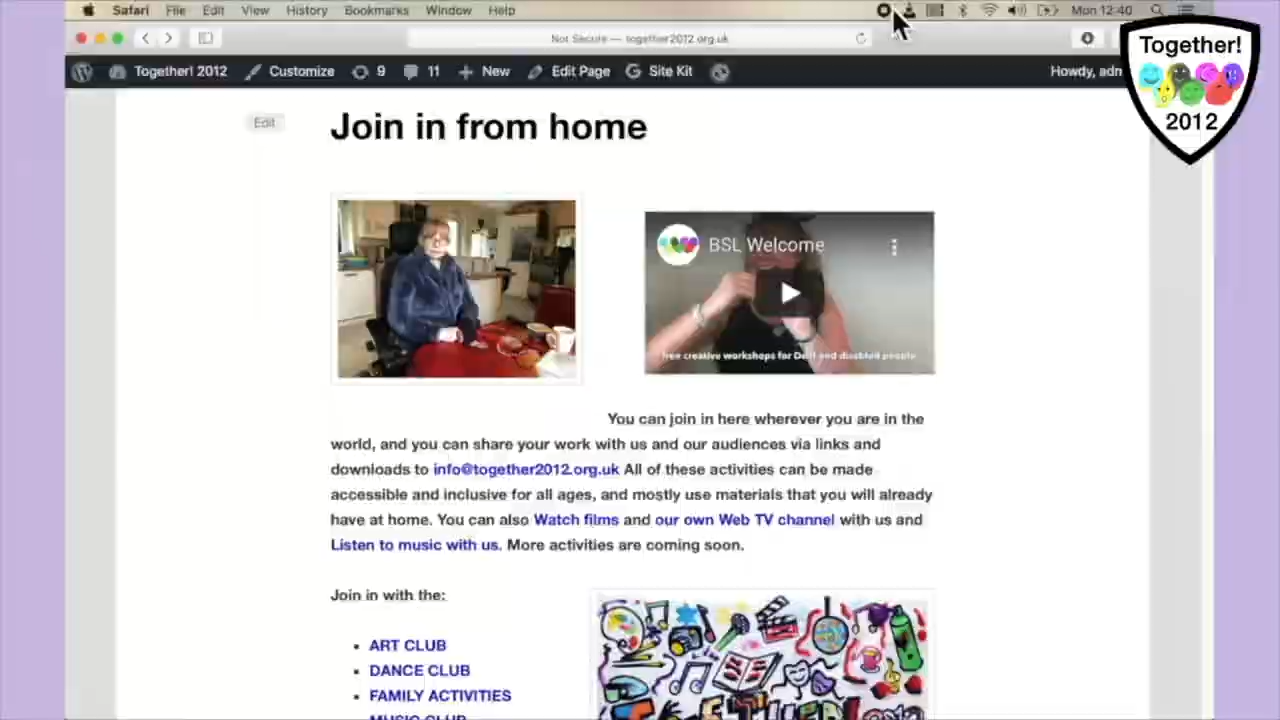 Safari File Edit View History Bookmarks Window Help Mon 12:40
Not Secure — together2012.org.uk
Together! 2012 Customize 9 11 New Edit Page Site Kit Howdy, adm
Together!
2012
Edit
Join in from home
BSL Welcome
free creative workshops for Deaf and disabled people
You can join in here wherever you are in the
world, and you can share your work with us and our audiences via links and
downloads to info@together2012.org.uk All of these activities can be made
accessible and inclusive for all ages, and mostly use materials that you will already
have at home. You can also Watch films and our own Web TV channel with us and
Listen to music with us. More activities are coming soon.
Join in with the:
ART CLUB
DANCE CLUB
FAMILY ACTIVITIES
MUSIC CLUB